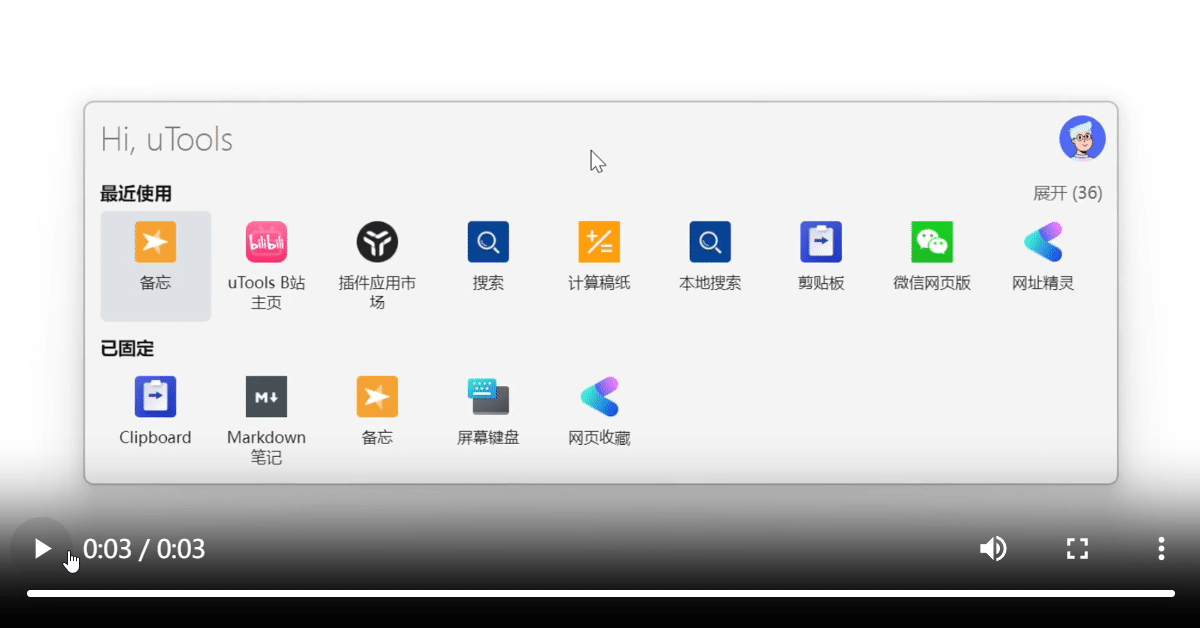 Hi, uTools
最近使用
展开 (36)
bilibili
备忘
uTools B站
主页
插件应用市
场
搜索
计算稿纸
本地搜索
剪贴板
微信网页版
网址精灵
已固定
M↓
Clipboard
Markdown
笔记
备忘
屏幕键盘
网页收藏
0:03 / 0:03